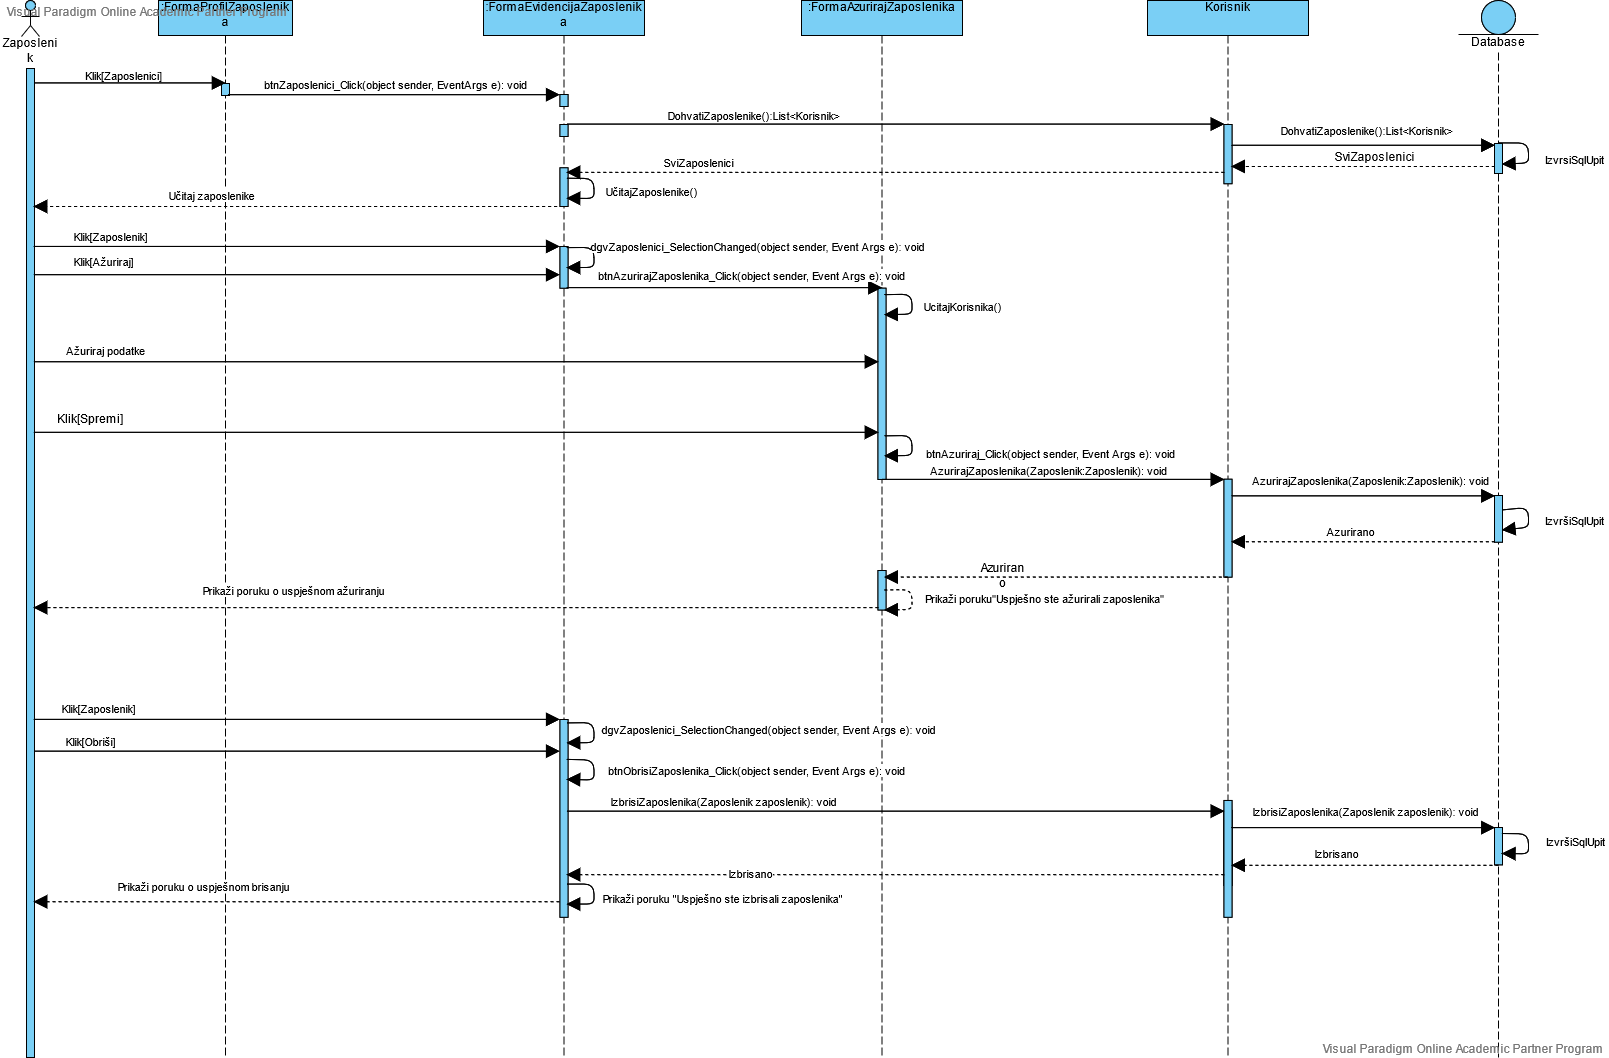 Visual Paradigm Online Academic Partner Program
:FormaProfilZaposlenik
a
:FormaEvidencijaZaposlenik
a
:FormaAzurirajZaposlenika
Korisnik
Zaposleni
k
Database
Klik[Zaposlenici]
btnZaposlenici_Click(object sender, EventArgs e): void
DohvatiZaposlenike():List<Korisnik>
DohvatiZaposlenike():List<Korisnik>
IzvrsiSqlUpit
SviZaposlenici
SviZaposlenici
UčitajZaposlenike()
Učitaj zaposlenike
Klik[Zaposlenik]
dgvZaposlenici_SelectionChanged(object sender, Event Args e): void
Klik[Ažuriraj]
btnAzurirajZaposlenika_Click(object sender, Event Args e): void
UcitajKorisnika()
Ažuriraj podatke
Klik[Spremi]
btnAzuriraj_Click(object sender, Event Args e): void
AzurirajZaposlenika(Zaposlenik:Zaposlenik): void
AzurirajZaposlenika(Zaposlenik:Zaposlenik): void
IzvršiSqlUpit
Azurirano
Azuriran
o
Prikaži poruku o uspješnom ažuriranju
Prikaži poruku"Uspješno ste ažurirali zaposlenika"
Klik[Zaposlenik]
dgvZaposlenici_SelectionChanged(object sender, Event Args e): void
Klik[Obriši]
btnObrisiZaposlenika_Click(object sender, Event Args e): void
IzbrisiZaposlenika(Zaposlenik zaposlenik): void
IzbrisiZaposlenika(Zaposlenik zaposlenik): void
IzvršiSqlUpit
Izbrisano
Izbrisano
Prikaži poruku o uspješnom brisanju
Prikaži poruku "Uspješno ste izbrisali zaposlenika"
Visual Paradigm Online Academic Partner Program